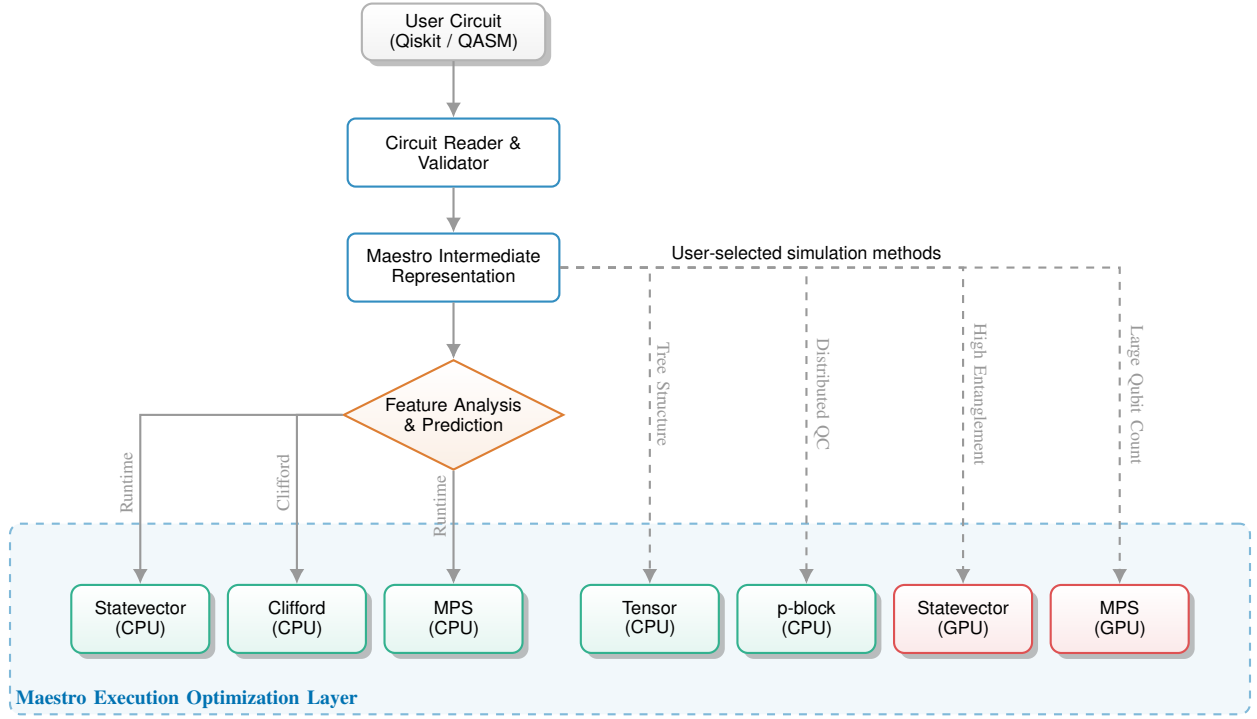 User Circuit
(Qiskit / QASM)
Circuit Reader &
Validator
Maestro Intermediate
Representation
User-selected simulation methods
Feature Analysis
& Prediction
Runtime
Clifford
Runtime
Tree Structure
Distributed QC
High Entanglement
Large Qubit Count
Statevector
(CPU)
Clifford
(CPU)
MPS
(CPU)
Tensor
(CPU)
p-block
(CPU)
Statevector
(GPU)
MPS
(GPU)
Maestro Execution Optimization Layer